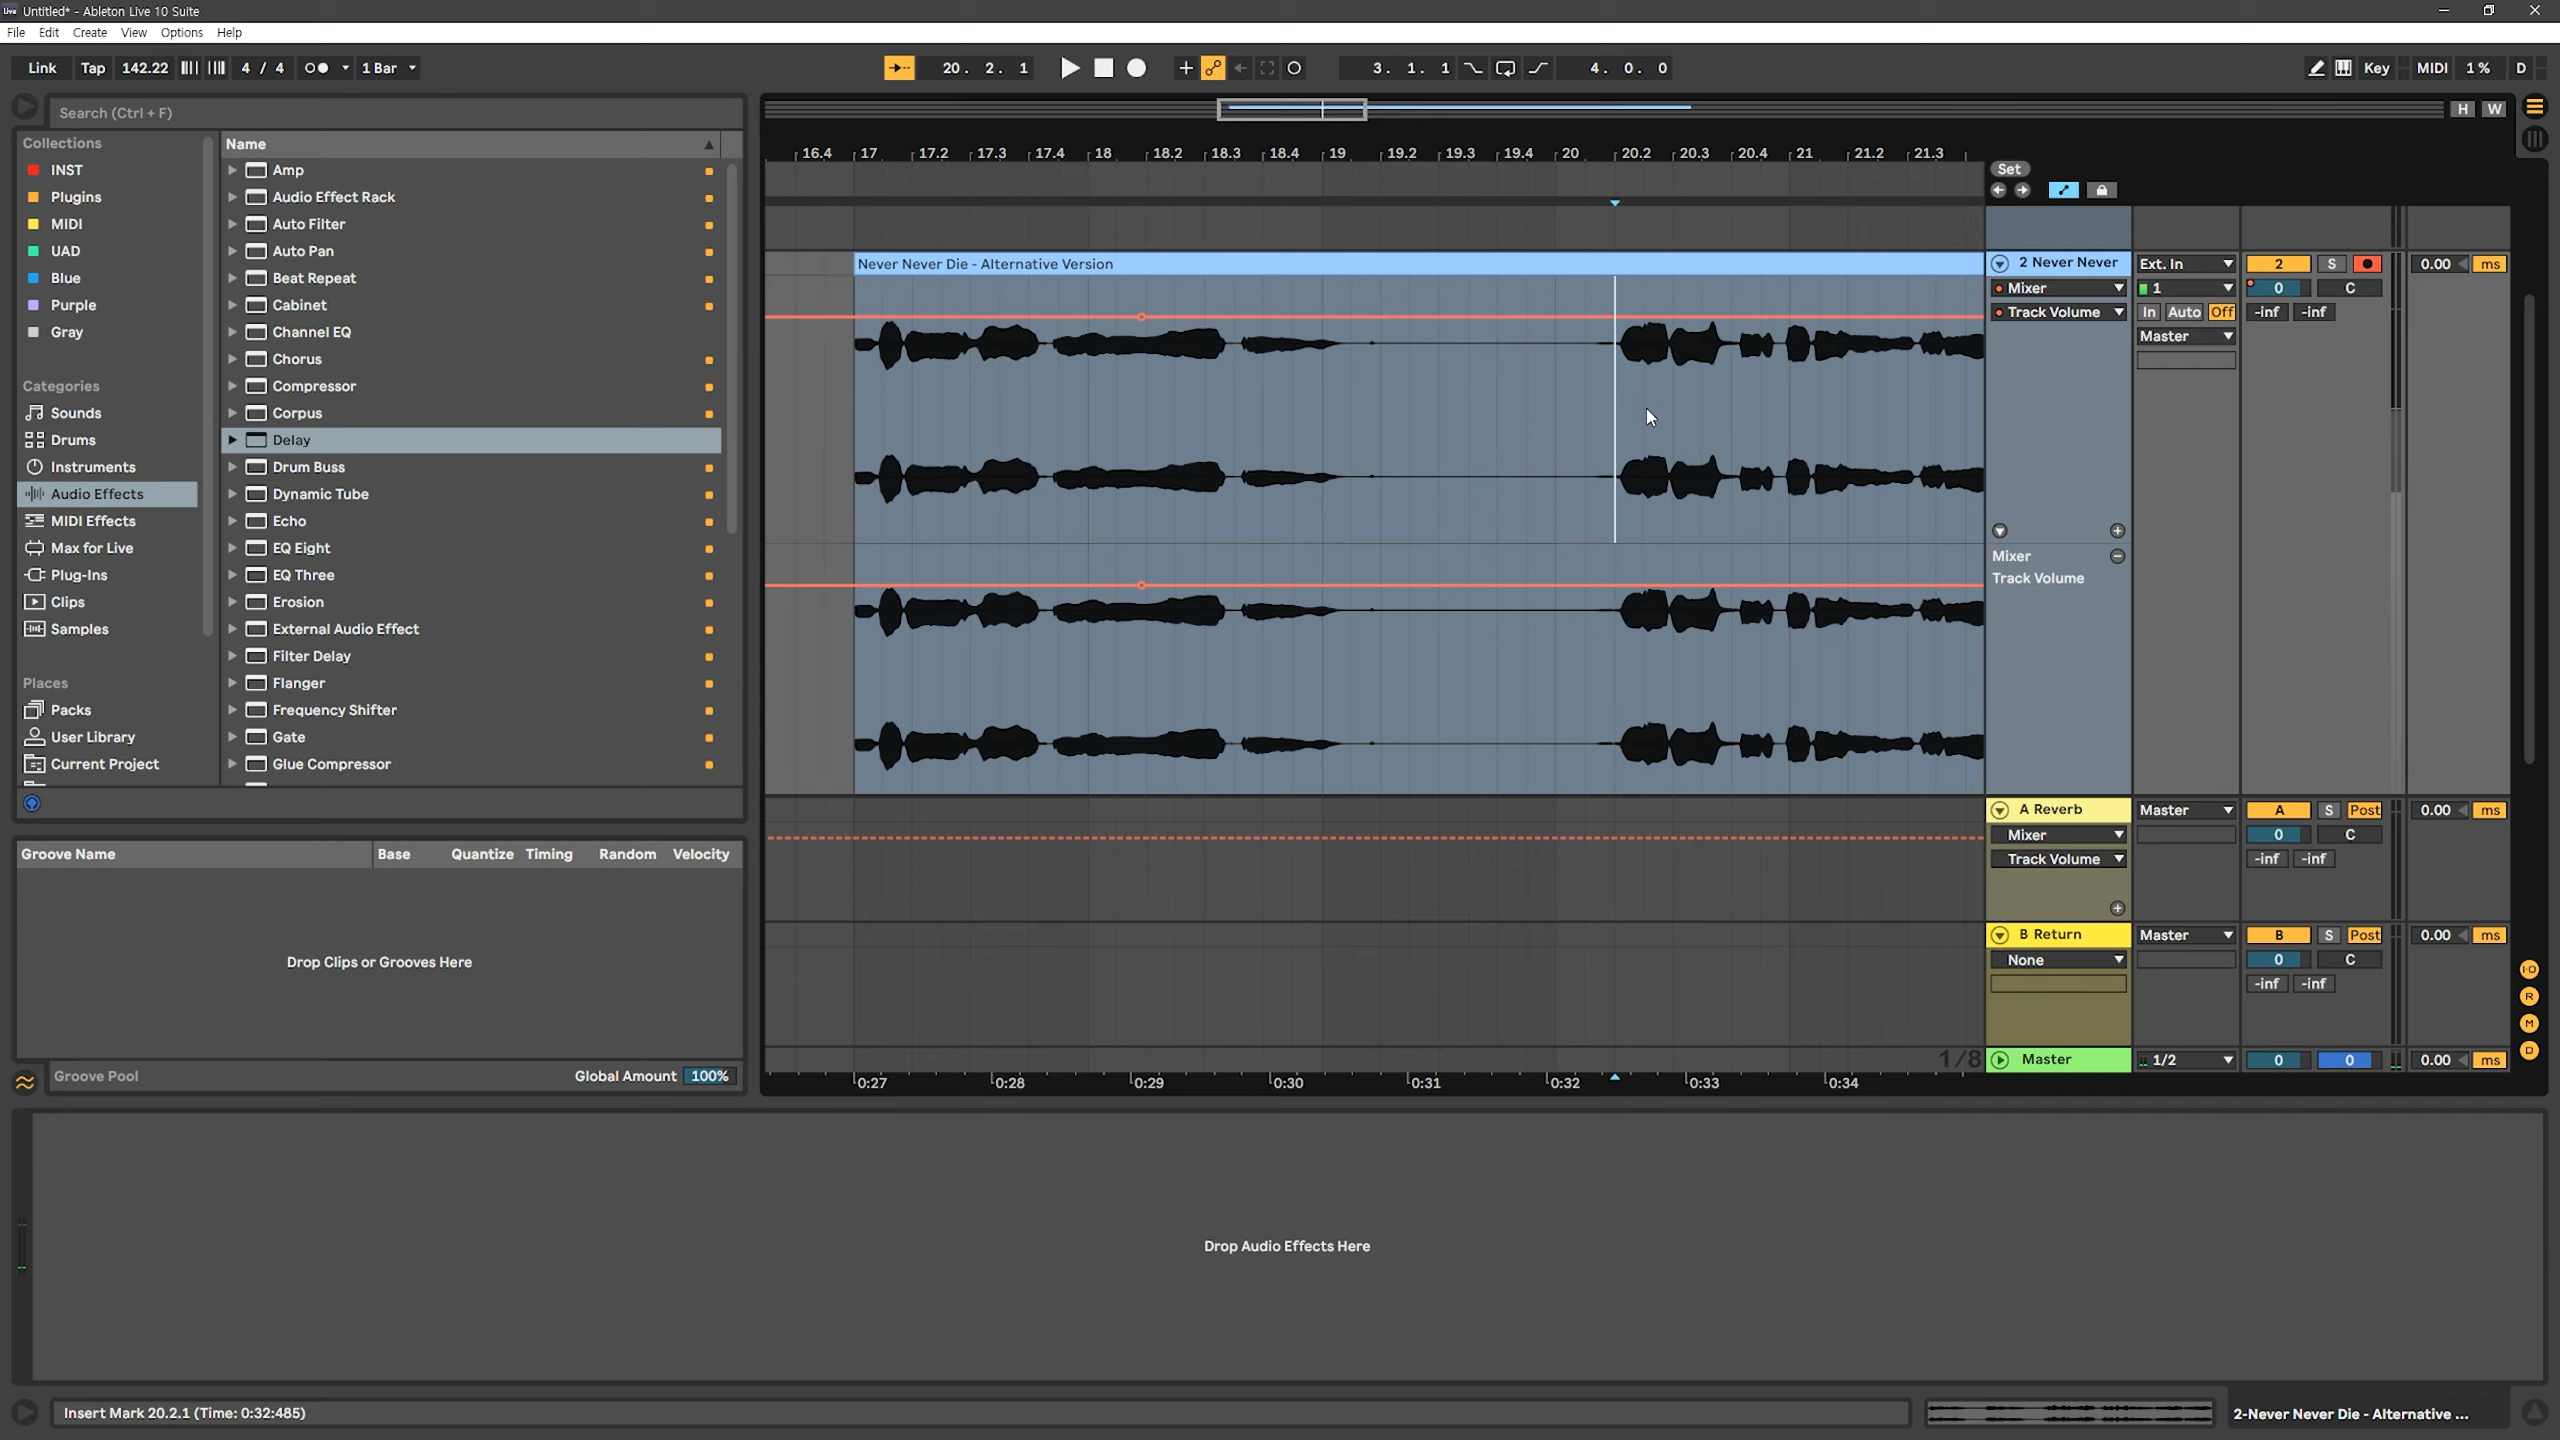 Live Untitled* - Ableton Live 10 Suite
File Edit Create View Options Help
Link Tap 142.22 4 / 4 1 Bar 20. 2. 1 3. 1. 1 4. 0. 0 Key MIDI 1 % D
Search (Ctrl + F)
H W
Collections
INST
Plugins
MIDI
UAD
Blue
Purple
Gray
Categories
Sounds
Drums
Instruments
Audio Effects
MIDI Effects
Max for Live
Plug-Ins
Clips
Samples
Places
Packs
User Library
Current Project
Name
Amp
Audio Effect Rack
Auto Filter
Auto Pan
Beat Repeat
Cabinet
Channel EQ
Chorus
Compressor
Corpus
Delay
Drum Buss
Dynamic Tube
Echo
EQ Eight
EQ Three
Erosion
External Audio Effect
Filter Delay
Flanger
Frequency Shifter
Gate
Glue Compressor
16.4 17 17.2 17.3 17.4 18 18.2 18.3 18.4 19 19.2 19.3 19.4 20 20.2 20.3 20.4 21 21.2 21.3
Set
Never Never Die - Alternative Version
2 Never Never Ext. In 2 S 0.00 ms
Mixer 1 0 C
Track Volume In Auto Off -inf -inf
Master
Mixer
Track Volume
A Reverb Master A S Post 0.00 ms
Mixer 0 C
Track Volume -inf -inf
B Return Master B S Post 0.00 ms
None 0 C
-inf -inf
I·O
R
M
D
1/8 Master 1/2 0 0 0.00 ms
0:27 0:28 0:29 0:30 0:31 0:32 0:33 0:34
Groove Name Base Quantize Timing Random Velocity
Drop Clips or Grooves Here
Groove Pool Global Amount 100%
Drop Audio Effects Here
Insert Mark 20.2.1 (Time: 0:32:485)
2-Never Never Die - Alternative ...